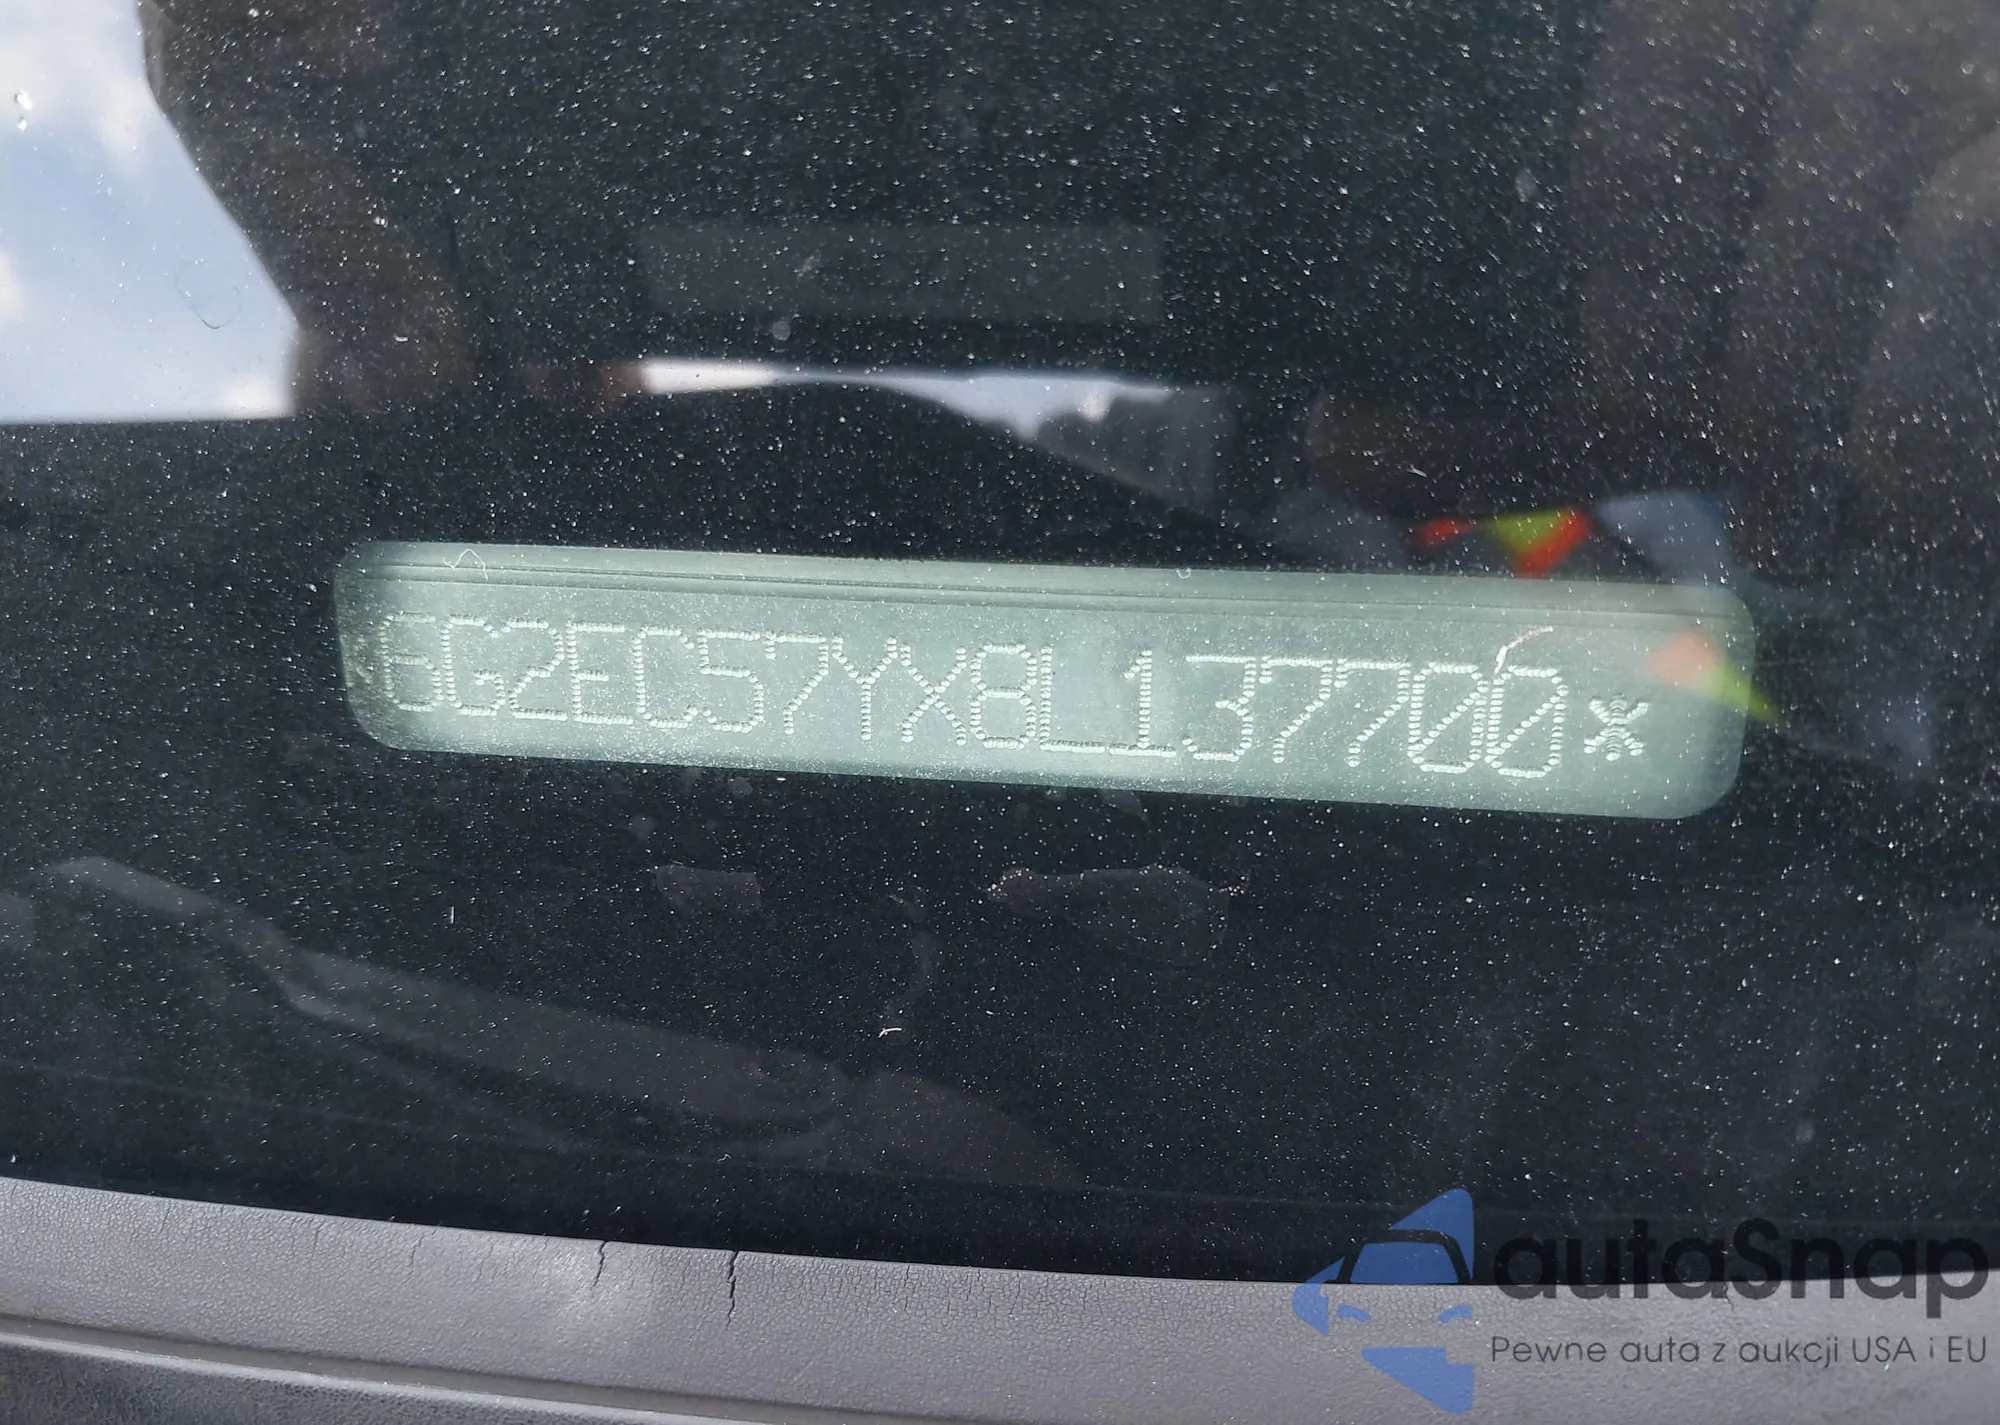 6G2EC57YX8L137700*
autaSnap
Pewne auta z aukcji USA i EU